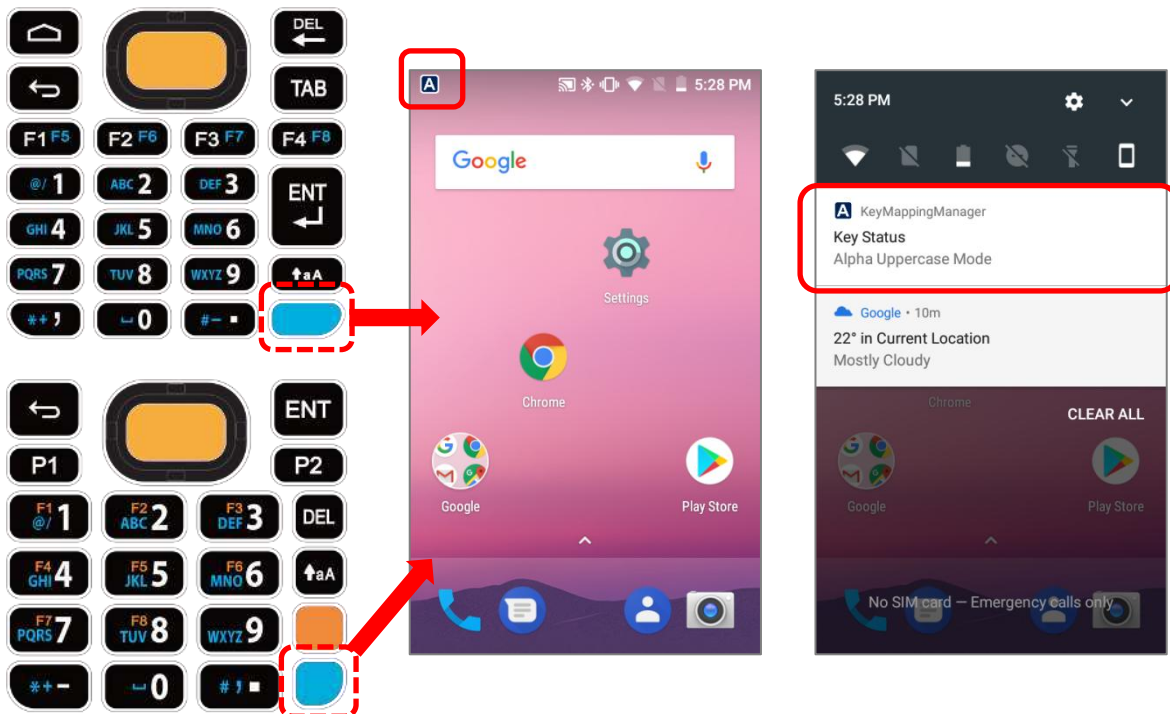 DEL
TAB
F1 F5
F2 F6
F3 F7
F4 F8
@/ 1
ABC 2
DEF 3
ENT
GHI 4
JKL 5
MNO 6
PQRS 7
TUV 8
WXYZ 9
aA
*+ ,
0
#- .
ENT
P1
P2
F1 @/ 1
F2 ABC 2
F3 DEF 3
DEL
F4 GHI 4
F5 JKL 5
F6 MNO 6
aA
F7 PQRS 7
F8 TUV 8
WXYZ 9
*+ -
0
# , .
A
5:28 PM
Google
Settings
Chrome
Google
Play Store
5:28 PM
A KeyMappingManager
Key Status
Alpha Uppercase Mode
Google • 10m
22° in Current Location
Mostly Cloudy
Chrome
CLEAR ALL
Google
Play Store
No SIM card — Emergency calls only